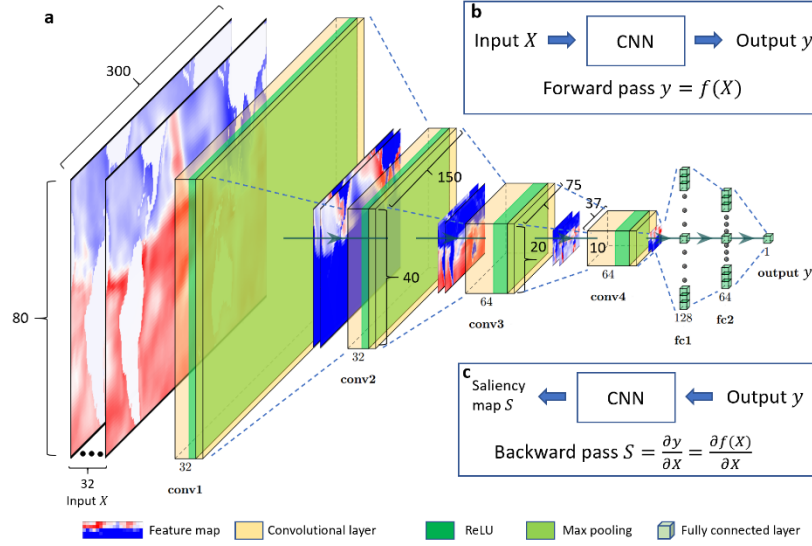 a
300
80
32
Input X
32
conv1
150
40
32
conv2
75
20
64
conv3
37
10
64
conv4
128
fc1
64
fc2
1
output y
b
Input X
CNN
Output y
Forward pass y = f(X)
c
Saliency
map S
CNN
Output y
Backward pass S = ∂y/∂X = ∂f(X)/∂X
Feature map
Convolutional layer
ReLU
Max pooling
Fully connected layer